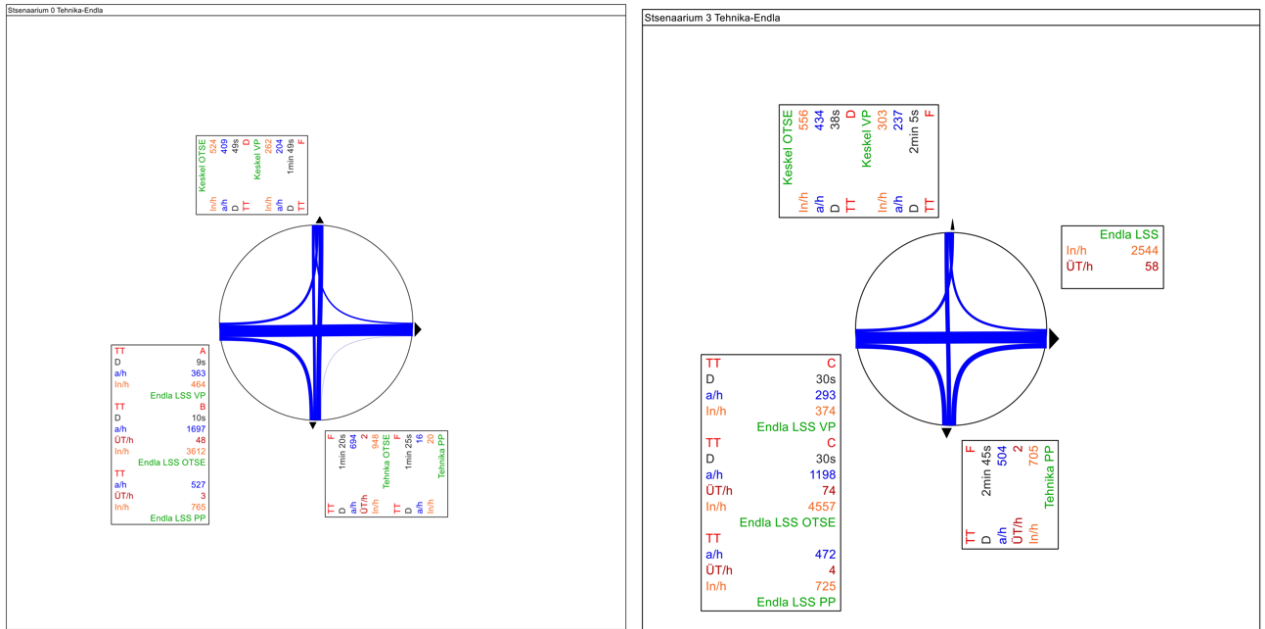 Stsenaarium 0 Tehnika-Endla
Keskel OTSE
In/h 524
a/h 409
D 49s
TT D
Keskel VP
In/h 262
a/h 204
D 1min 49s
TT F
TT A
D 9s
a/h 363
In/h 464
Endla LSS VP
TT B
D 10s
a/h 1697
ÜT/h 48
In/h 3612
Endla LSS OTSE
TT
a/h 527
ÜT/h 3
In/h 765
Endla LSS PP
TT F
D 1min 20s
a/h 694
ÜT/h 2
In/h 948
Tehnka OTSE
TT F
D 1min 25s
a/h 16
In/h 20
Tehnika PP
Stsenaarium 3 Tehnika-Endla
Keskel OTSE
In/h 556
a/h 434
D 38s
TT D
Keskel VP
In/h 303
a/h 237
D 2min 5s
TT F
Endla LSS
In/h 2544
ÜT/h 58
TT C
D 30s
a/h 293
In/h 374
Endla LSS VP
TT C
D 30s
a/h 1198
ÜT/h 74
In/h 4557
Endla LSS OTSE
TT
a/h 472
ÜT/h 4
In/h 725
Endla LSS PP
TT F
D 2min 45s
a/h 504
ÜT/h 2
In/h 705
Tehnika PP